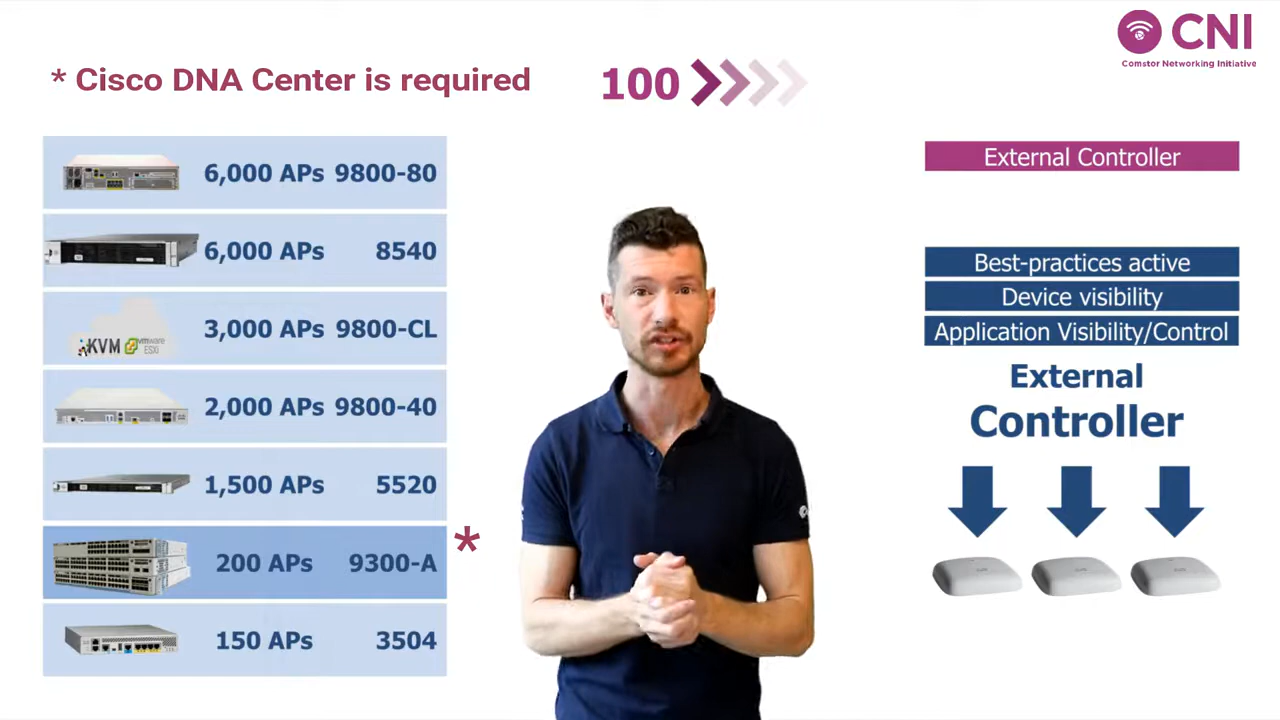 CNI
Comstor Networking Initiative
* Cisco DNA Center is required
100
6,000 APs 9800-80
6,000 APs 8540
KVM vmware ESXi
3,000 APs 9800-CL
2,000 APs 9800-40
1,500 APs 5520
200 APs 9300-A
*
150 APs 3504
External Controller
Best-practices active
Device visibility
Application Visibility/Control
External
Controller